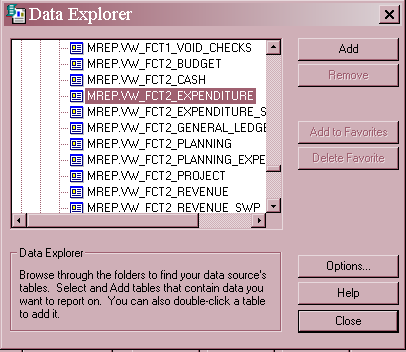 Data Explorer
MREP.VW_FCT1_VOID_CHECKS
MREP.VW_FCT2_BUDGET
MREP.VW_FCT2_CASH
MREP.VW_FCT2_EXPENDITURE
MREP.VW_FCT2_EXPENDITURE_S
MREP.VW_FCT2_GENERAL_LEDGE
MREP.VW_FCT2_PLANNING
MREP.VW_FCT2_PLANNING_EXPE
MREP.VW_FCT2_PROJECT
MREP.VW_FCT2_REVENUE
MREP.VW_FCT2_REVENUE_SWP
Add
Remove
Add to Favorites
Delete Favorite
Data Explorer
Browse through the folders to find your data source's
tables. Select and Add tables that contain data you
want to report on. You can also double-click a table
to add it.
Options...
Help
Close